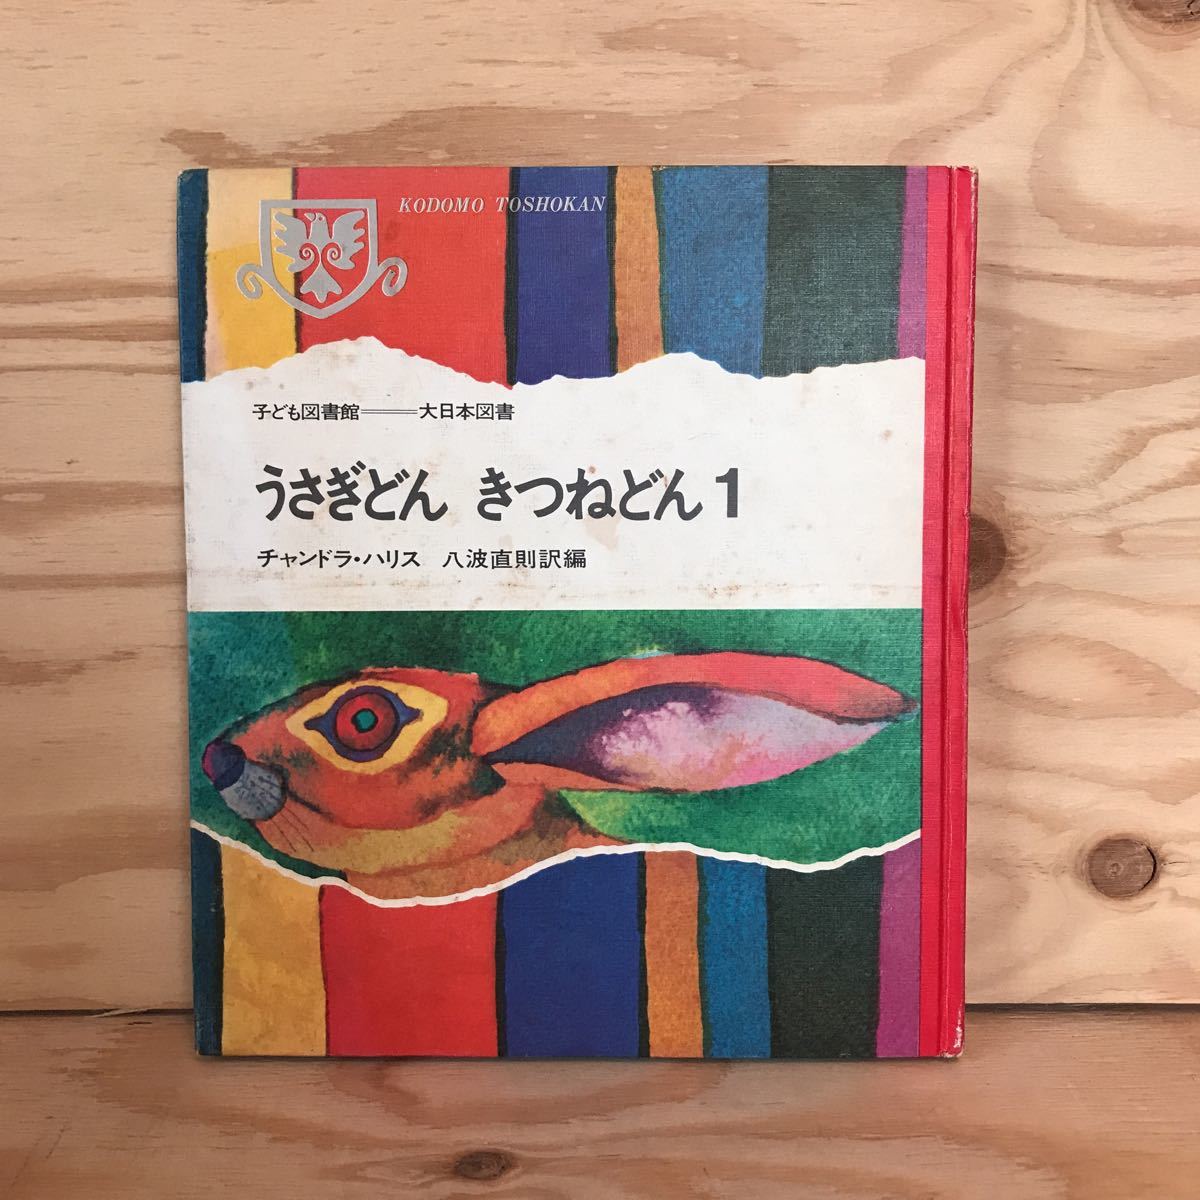 KODOMO TOSHOKAN
子ども図書館——大日本図書
うさぎどん きつねどん1
チャンドラ・ハリス 八波直則訳編